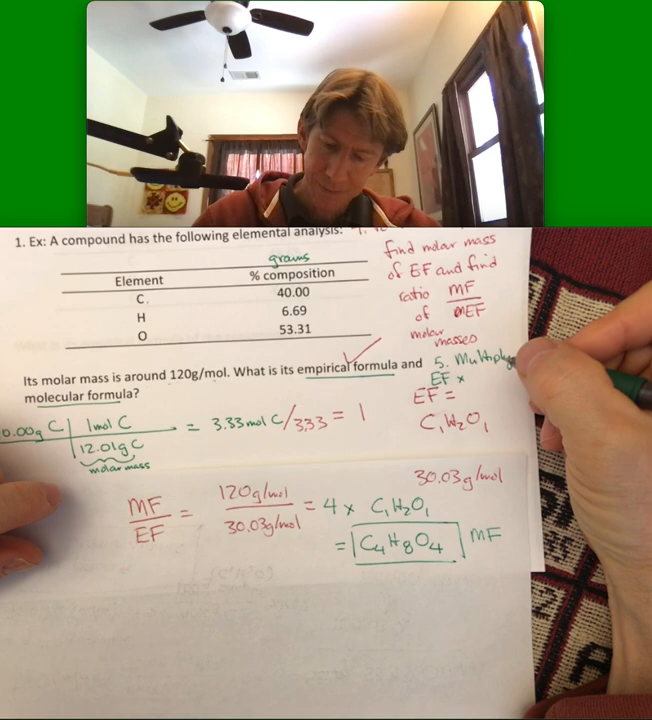 1. Ex: A compound has the following elemental analysis:
find molar mass
of EF and find
ratio MF
of MEF
molar
masses
grams
Element % composition
C. 40.00
H 6.69
O 53.31
Its molar mass is around 120g/mol. What is its empirical formula and
molecular formula?
5. Multiply
EF x
EF =
C₁H₂O₁
30.03g/mol
0.00g C | 1mol C = 3.33mol C/3.33 = 1
12.01g C
molar mass
MF = 120g/mol = 4 x C₁H₂O₁
EF 30.03g/mol
= C₄H₈O₄ MF